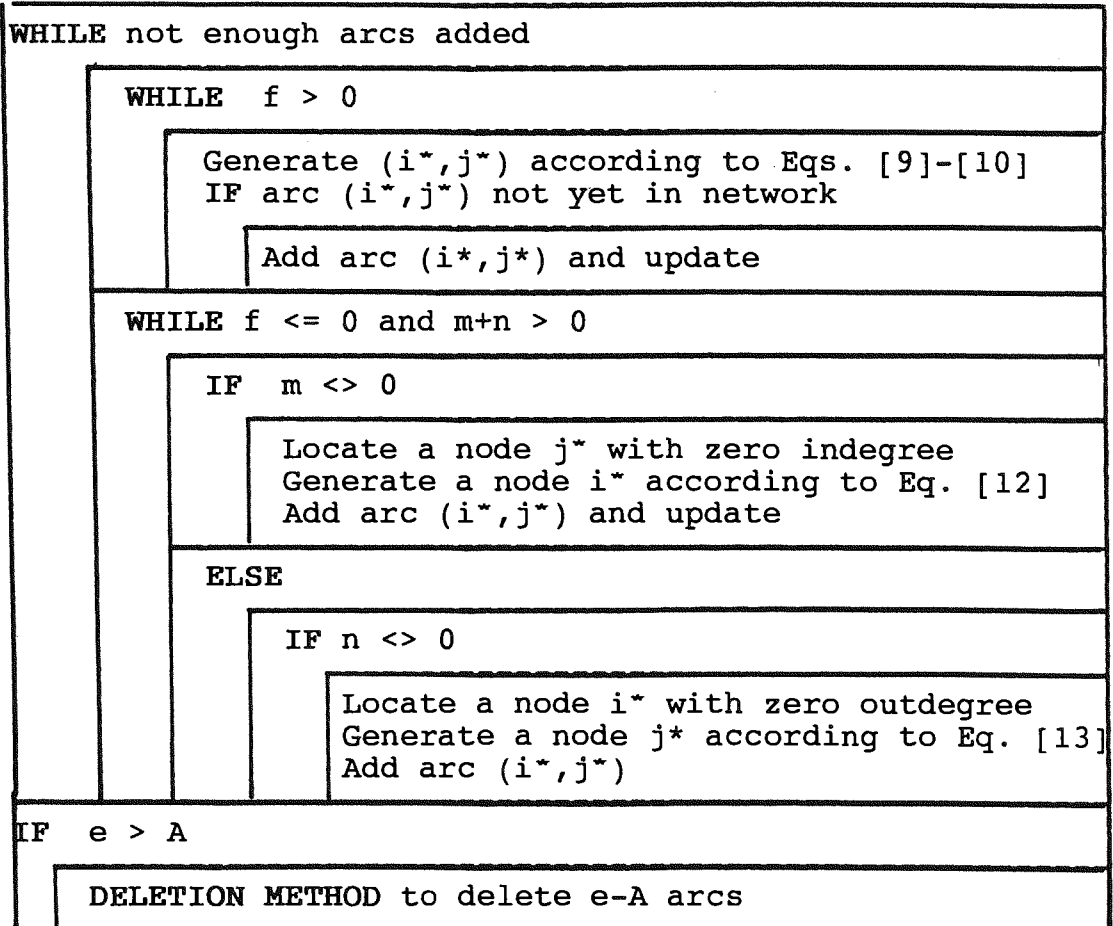 WHILE not enough arcs added
WHILE f > 0
Generate (i*,j*) according to Eqs. [9]-[10]
IF arc (i*,j*) not yet in network
Add arc (i*,j*) and update
WHILE f <= 0 and m+n > 0
IF m <> 0
Locate a node j* with zero indegree
Generate a node i* according to Eq. [12]
Add arc (i*,j*) and update
ELSE
IF n <> 0
Locate a node i* with zero outdegree
Generate a node j* according to Eq. [13]
Add arc (i*,j*)
IF e > A
DELETION METHOD to delete e-A arcs